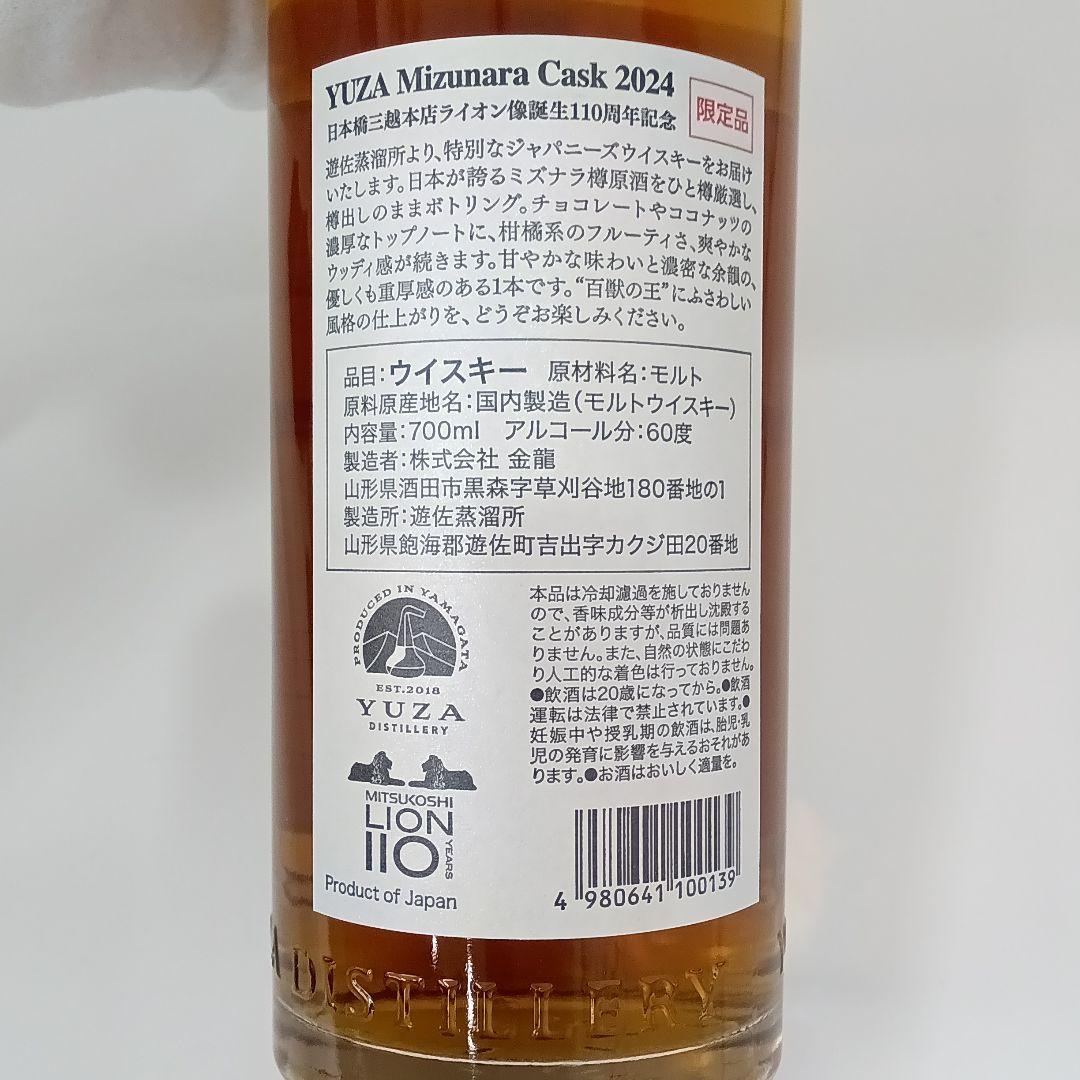 YUZA Mizunara Cask 2024
日本橋三越本店ライオン像誕生110周年記念
限定品
遊佐蒸溜所より、特別なジャパニーズウイスキーをお届け
いたします。日本が誇るミズナラ樽原酒をひと樽厳選し、
樽出しのままボトリング。チョコレートやココナッツの
濃厚なトップノートに、柑橘系のフルーティさ、爽やかな
ウッディ感が続きます。甘やかな味わいと濃密な余韻の、
優しくも重厚感のある1本です。“百獣の王”にふさわしい
風格の仕上がりを、どうぞお楽しみください。
品目:ウイスキー 原材料名:モルト
原料原産地名:国内製造(モルトウイスキー)
内容量:700ml アルコール分:60度
製造者:株式会社 金龍
山形県酒田市黒森字草刈谷地180番地の1
製造所:遊佐蒸溜所
山形県飽海郡遊佐町吉出字カクジ田20番地
PRODUCED IN YAMAGATA
EST.2018
YUZA
DISTILLERY
MITSUKOSHI
LION
110
YEARS
Product of Japan
本品は冷却濾過を施しておりません
ので、香味成分等が析出し沈殿する
ことがありますが、品質には問題あ
りません。また、自然の状態にこだわ
り人工的な着色は行っておりません。
●飲酒は20歳になってから。●飲酒
運転は法律で禁止されています。●
妊娠中や授乳期の飲酒は、胎児・乳
児の発育に影響を与えるおそれがあ
ります。●お酒はおいしく適量を。
4 980641 100139
A DISTILLERY Y